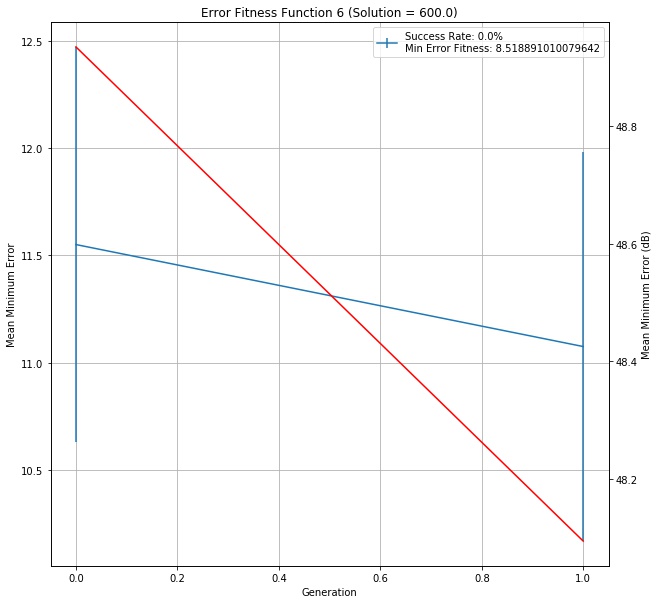 Error Fitness Function 6 (Solution = 600.0)
Success Rate: 0.0%
Min Error Fitness: 8.518891010079642
12.5
12.0
11.5
11.0
10.5
Mean Minimum Error
48.8
48.6
48.4
48.2
Mean Minimum Error (dB)
0.0 0.2 0.4 0.6 0.8 1.0
Generation